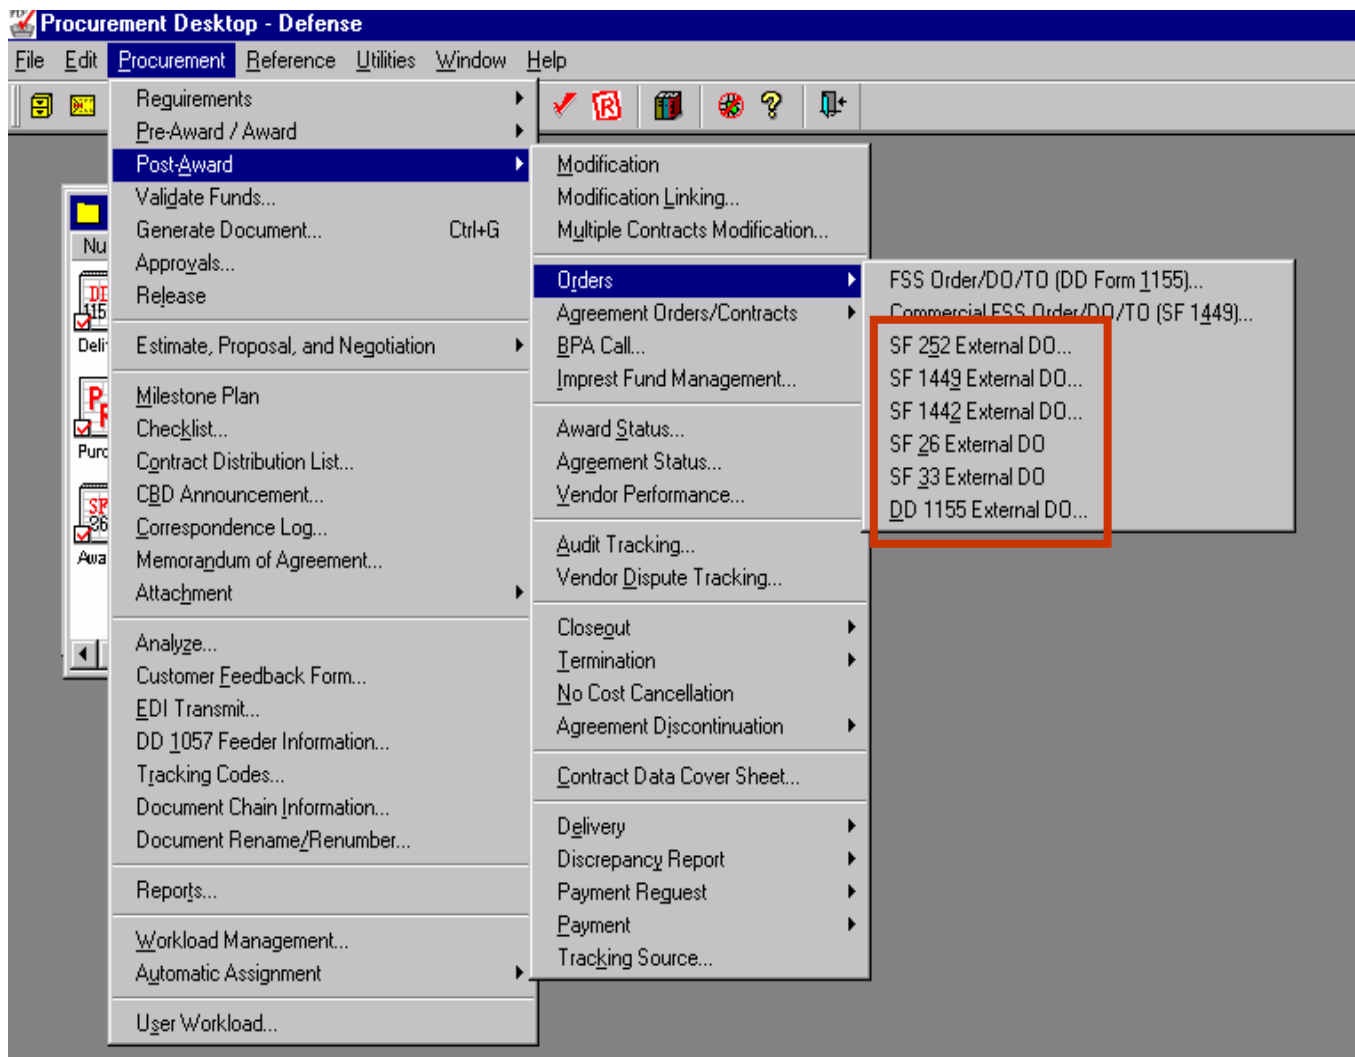 Procurement Desktop - Defense
File Edit Procurement Reference Utilities Window Help
Requirements
Pre-Award / Award
Post-Award
Validate Funds...
Generate Document... Ctrl+G
Approvals...
Release
Estimate, Proposal, and Negotiation
Milestone Plan
Checklist...
Contract Distribution List...
CBD Announcement...
Correspondence Log...
Memorandum of Agreement...
Attachment
Analyze...
Customer Feedback Form...
EDI Transmit...
DD 1057 Feeder Information...
Tracking Codes...
Document Chain Information...
Document Rename/Renumber...
Reports...
Workload Management...
Automatic Assignment
User Workload...
Modification
Modification Linking...
Multiple Contracts Modification...
Orders
Agreement Orders/Contracts
BPA Call...
Imprest Fund Management...
Award Status...
Agreement Status...
Vendor Performance...
Audit Tracking...
Vendor Dispute Tracking...
Closeout
Termination
No Cost Cancellation
Agreement Discontinuation
Contract Data Cover Sheet...
Delivery
Discrepancy Report
Payment Request
Payment
Tracking Source...
FSS Order/DO/TO (DD Form 1155)...
Commercial FSS Order/DO/TO (SF 1449)...
SF 252 External DO...
SF 1449 External DO...
SF 1442 External DO...
SF 26 External DO
SF 33 External DO
DD 1155 External DO...